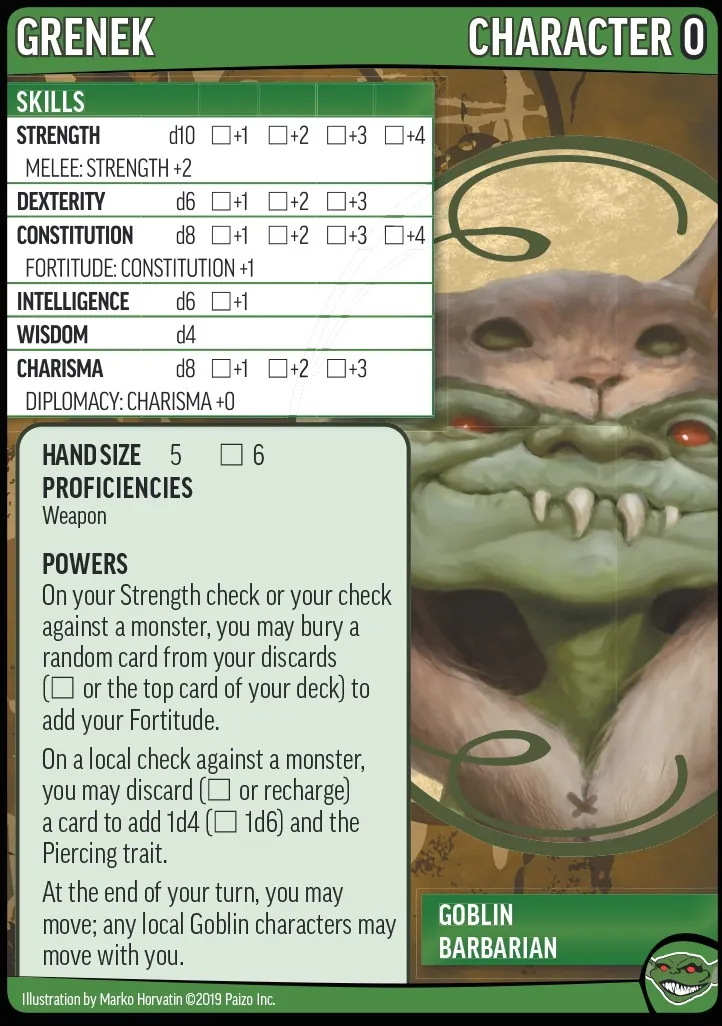 GRENEK CHARACTER 0
SKILLS
STRENGTH d10 □+1 □+2 □+3 □+4
MELEE: STRENGTH +2
DEXTERITY d6 □+1 □+2 □+3
CONSTITUTION d8 □+1 □+2 □+3 □+4
FORTITUDE: CONSTITUTION +1
INTELLIGENCE d6 □+1
WISDOM d4
CHARISMA d8 □+1 □+2 □+3
DIPLOMACY: CHARISMA +0
HAND SIZE 5 □ 6
PROFICIENCIES
Weapon
POWERS
On your Strength check or your check
against a monster, you may bury a
random card from your discards
(□ or the top card of your deck) to
add your Fortitude.
On a local check against a monster,
you may discard (□ or recharge)
a card to add 1d4 (□ 1d6) and the
Piercing trait.
At the end of your turn, you may
move; any local Goblin characters may
move with you.
GOBLIN
BARBARIAN
Illustration by Marko Horvatin ©2019 Paizo Inc.